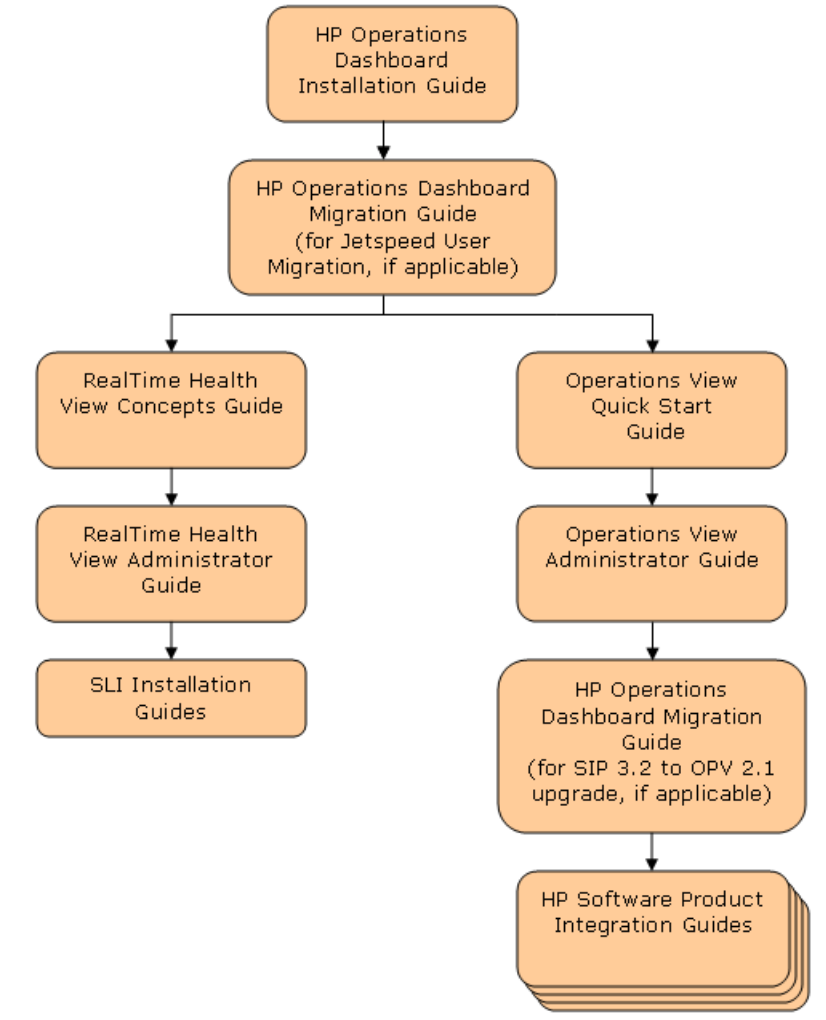 HP Operations
Dashboard
Installation Guide
HP Operations Dashboard
Migration Guide
(for Jetspeed User
Migration, if applicable)
RealTime Health
View Concepts Guide
RealTime Health
View Administrator
Guide
SLI Installation
Guides
Operations View
Quick Start
Guide
Operations View
Administrator Guide
HP Operations
Dashboard Migration
Guide
(for SIP 3.2 to OPV 2.1
upgrade, if applicable)
HP Software Product
Integration Guides